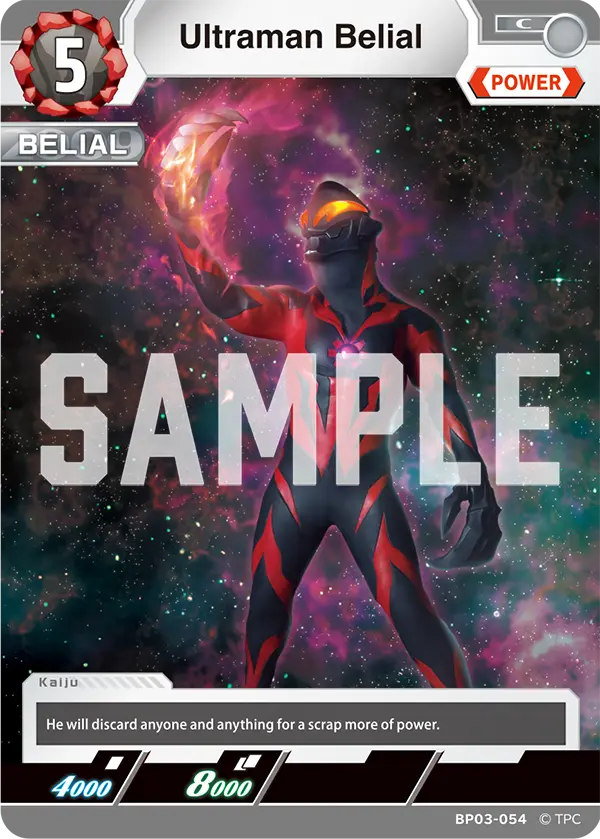 5
Ultraman Belial
C
POWER
BELIAL
SAMPLE
Kaiju
He will discard anyone and anything for a scrap more of power.
4000
8000
BP03-054 © TPC